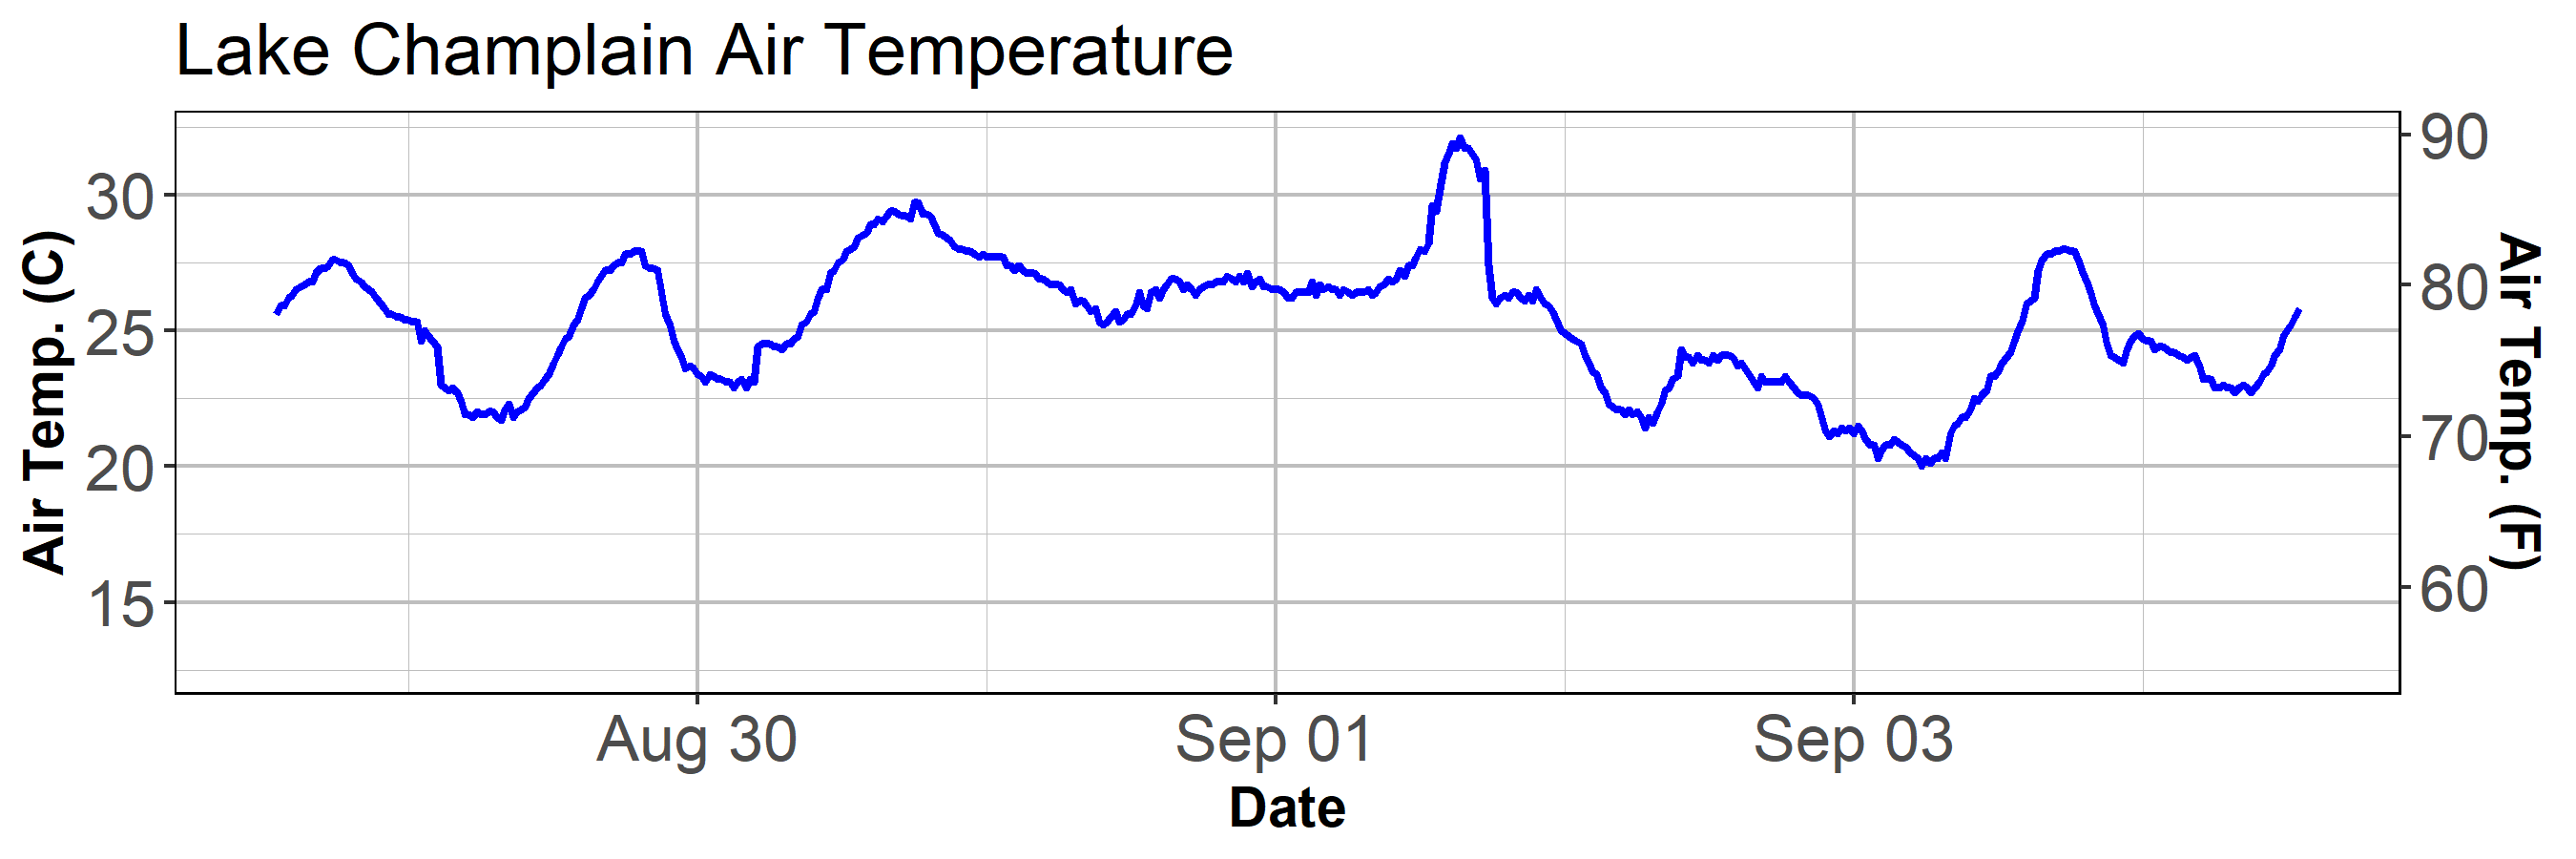 Lake Champlain Air Temperature
Air Temp. (C)
30
25
20
15
90
80
70
60
Air Temp. (F)
Aug 30
Sep 01
Sep 03
Date